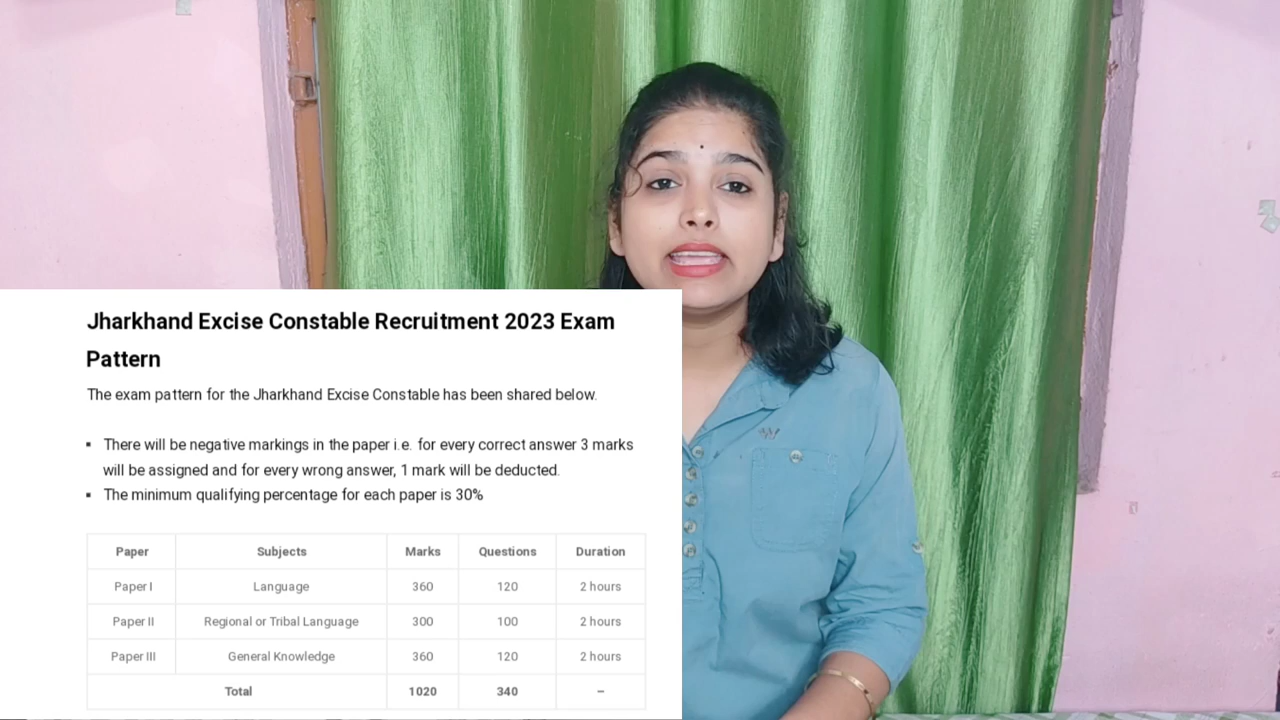 Jharkhand Excise Constable Recruitment 2023 Exam
Pattern
The exam pattern for the Jharkhand Excise Constable has been shared below.
▪ There will be negative markings in the paper i.e. for every correct answer 3 marks
will be assigned and for every wrong answer, 1 mark will be deducted.
▪ The minimum qualifying percentage for each paper is 30%
Paper Subjects Marks Questions Duration
Paper I Language 360 120 2 hours
Paper II Regional or Tribal Language 300 100 2 hours
Paper III General Knowledge 360 120 2 hours
Total 1020 340 –